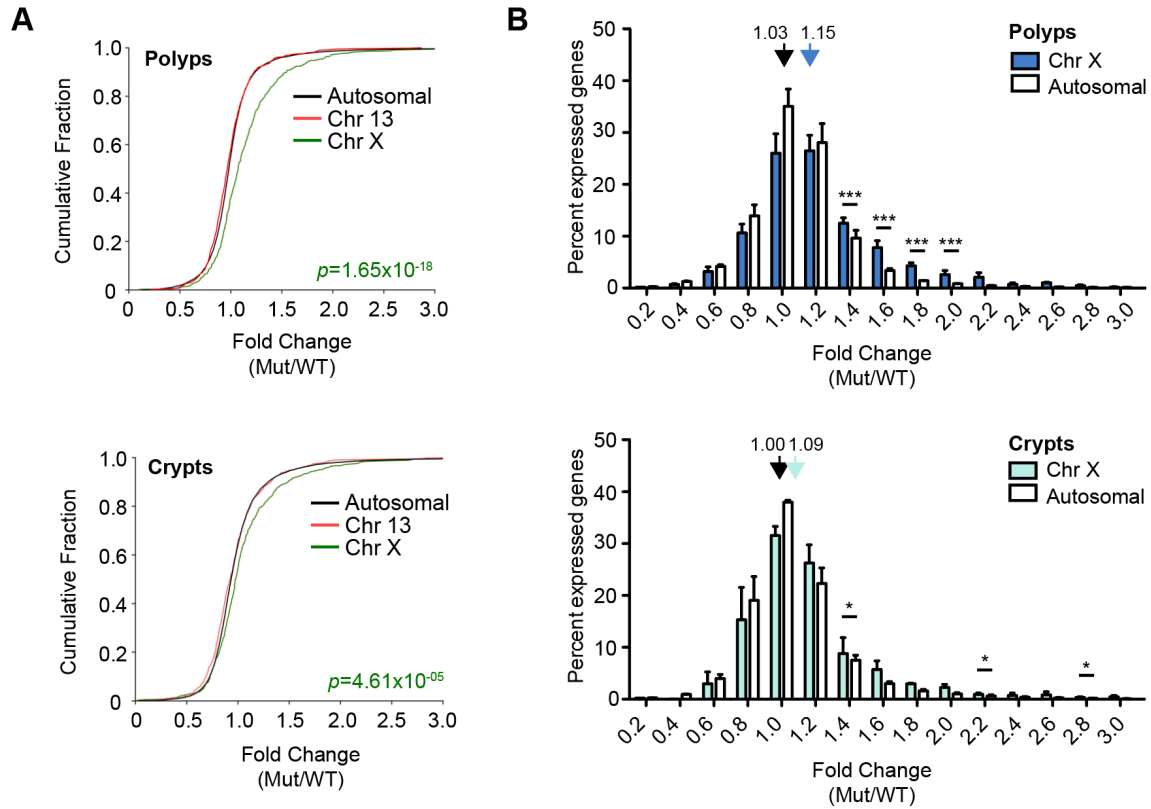 A
Polyps
Cumulative Fraction
1.0
0.8
0.6
0.4
0.2
0
Autosomal
Chr 13
Chr X
p=1.65x10-18
0 0.5 1.0 1.5 2.0 2.5 3.0
Fold Change
(Mut/WT)
Crypts
Cumulative Fraction
1.0
0.8
0.6
0.4
0.2
0
Autosomal
Chr 13
Chr X
p=4.61x10-05
0 0.5 1.0 1.5 2.0 2.5 3.0
Fold Change
(Mut/WT)
B
Percent expressed genes
50
40
30
20
10
0
1.03 1.15
Polyps
Chr X
Autosomal
*** *** *** ***
0.2 0.4 0.6 0.8 1.0 1.2 1.4 1.6 1.8 2.0 2.2 2.4 2.6 2.8 3.0
Fold Change
(Mut/WT)
Percent expressed genes
50
40
30
20
10
0
1.00 1.09
Crypts
Chr X
Autosomal
* * *
0.2 0.4 0.6 0.8 1.0 1.2 1.4 1.6 1.8 2.0 2.2 2.4 2.6 2.8 3.0
Fold Change
(Mut/WT)